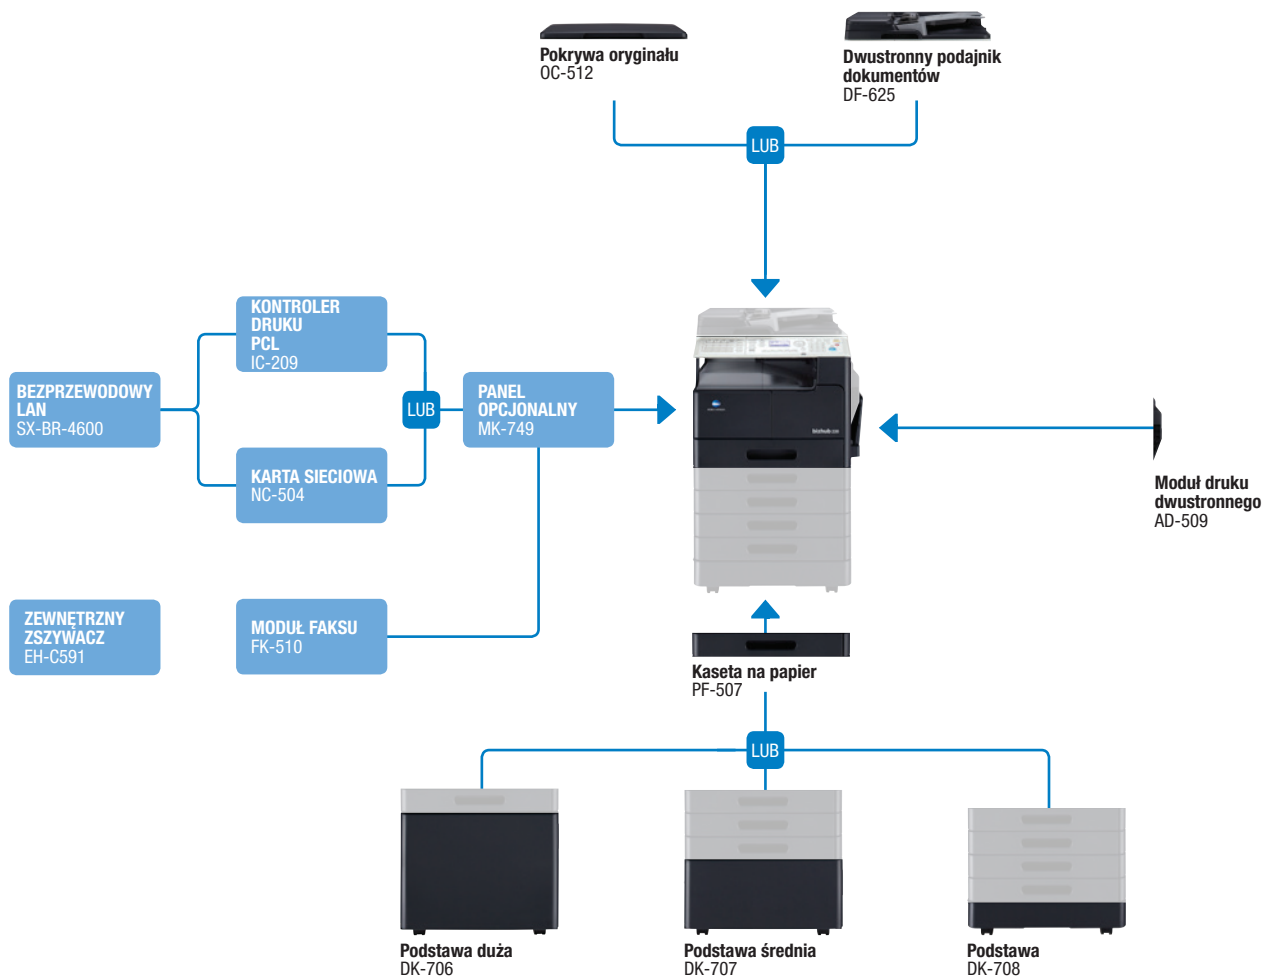 Pokrywa oryginału
OC-512
Dwustronny podajnik
dokumentów
DF-625
LUB
KONTROLER
DRUKU
PCL
IC-209
BEZPRZEWODOWY
LAN
SX-BR-4600
LUB
PANEL
OPCJONALNY
MK-749
KARTA SIECIOWA
NC-504
Moduł druku
dwustronnego
AD-509
ZEWNĘTRZNY
ZSZYWACZ
EH-C591
MODUŁ FAKSU
FK-510
Kaseta na papier
PF-507
LUB
Podstawa duża
DK-706
Podstawa średnia
DK-707
Podstawa
DK-708